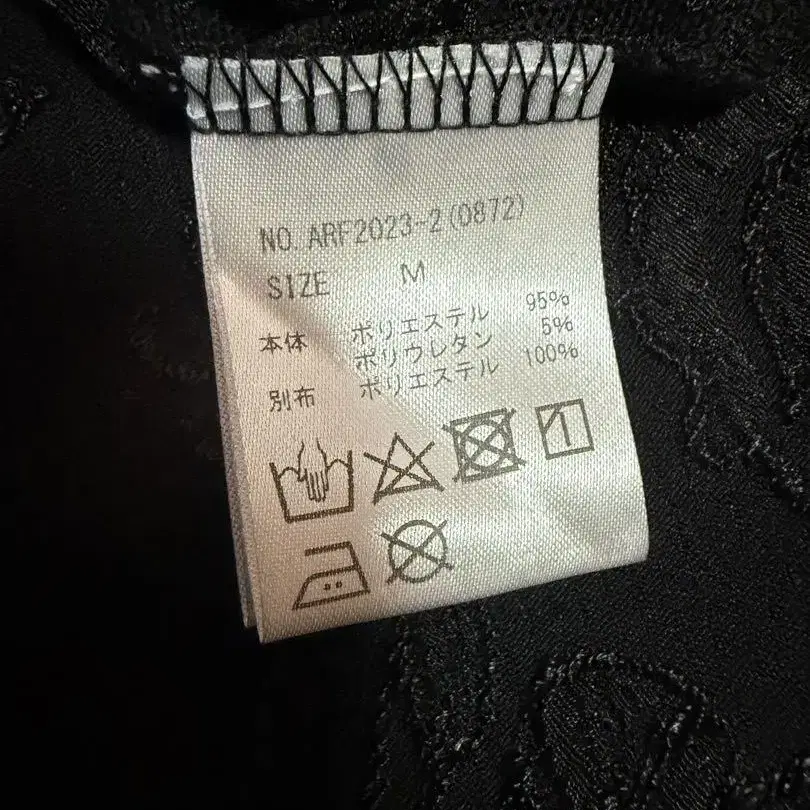 NO. ARF2023-2(0872)
SIZE M
本体 ポリエステル 95%
ポリウレタン 5%
別布 ポリエステル 100%